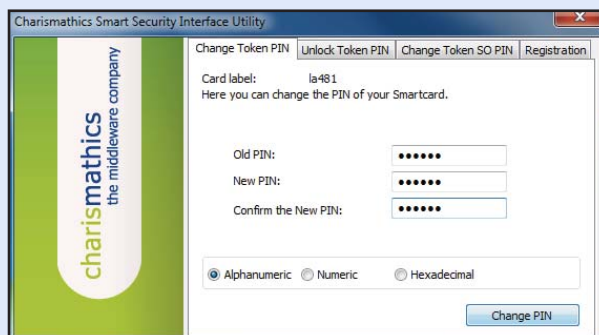 Charismathics Smart Security Interface Utility
x
charismathics
the middleware company
Change Token PIN Unlock Token PIN Change Token SO PIN Registration
Card label: la481
Here you can change the PIN of your Smartcard.
Old PIN: ••••••
New PIN: ••••••
Confirm the New PIN: ••••••
Alphanumeric Numeric Hexadecimal
Change PIN